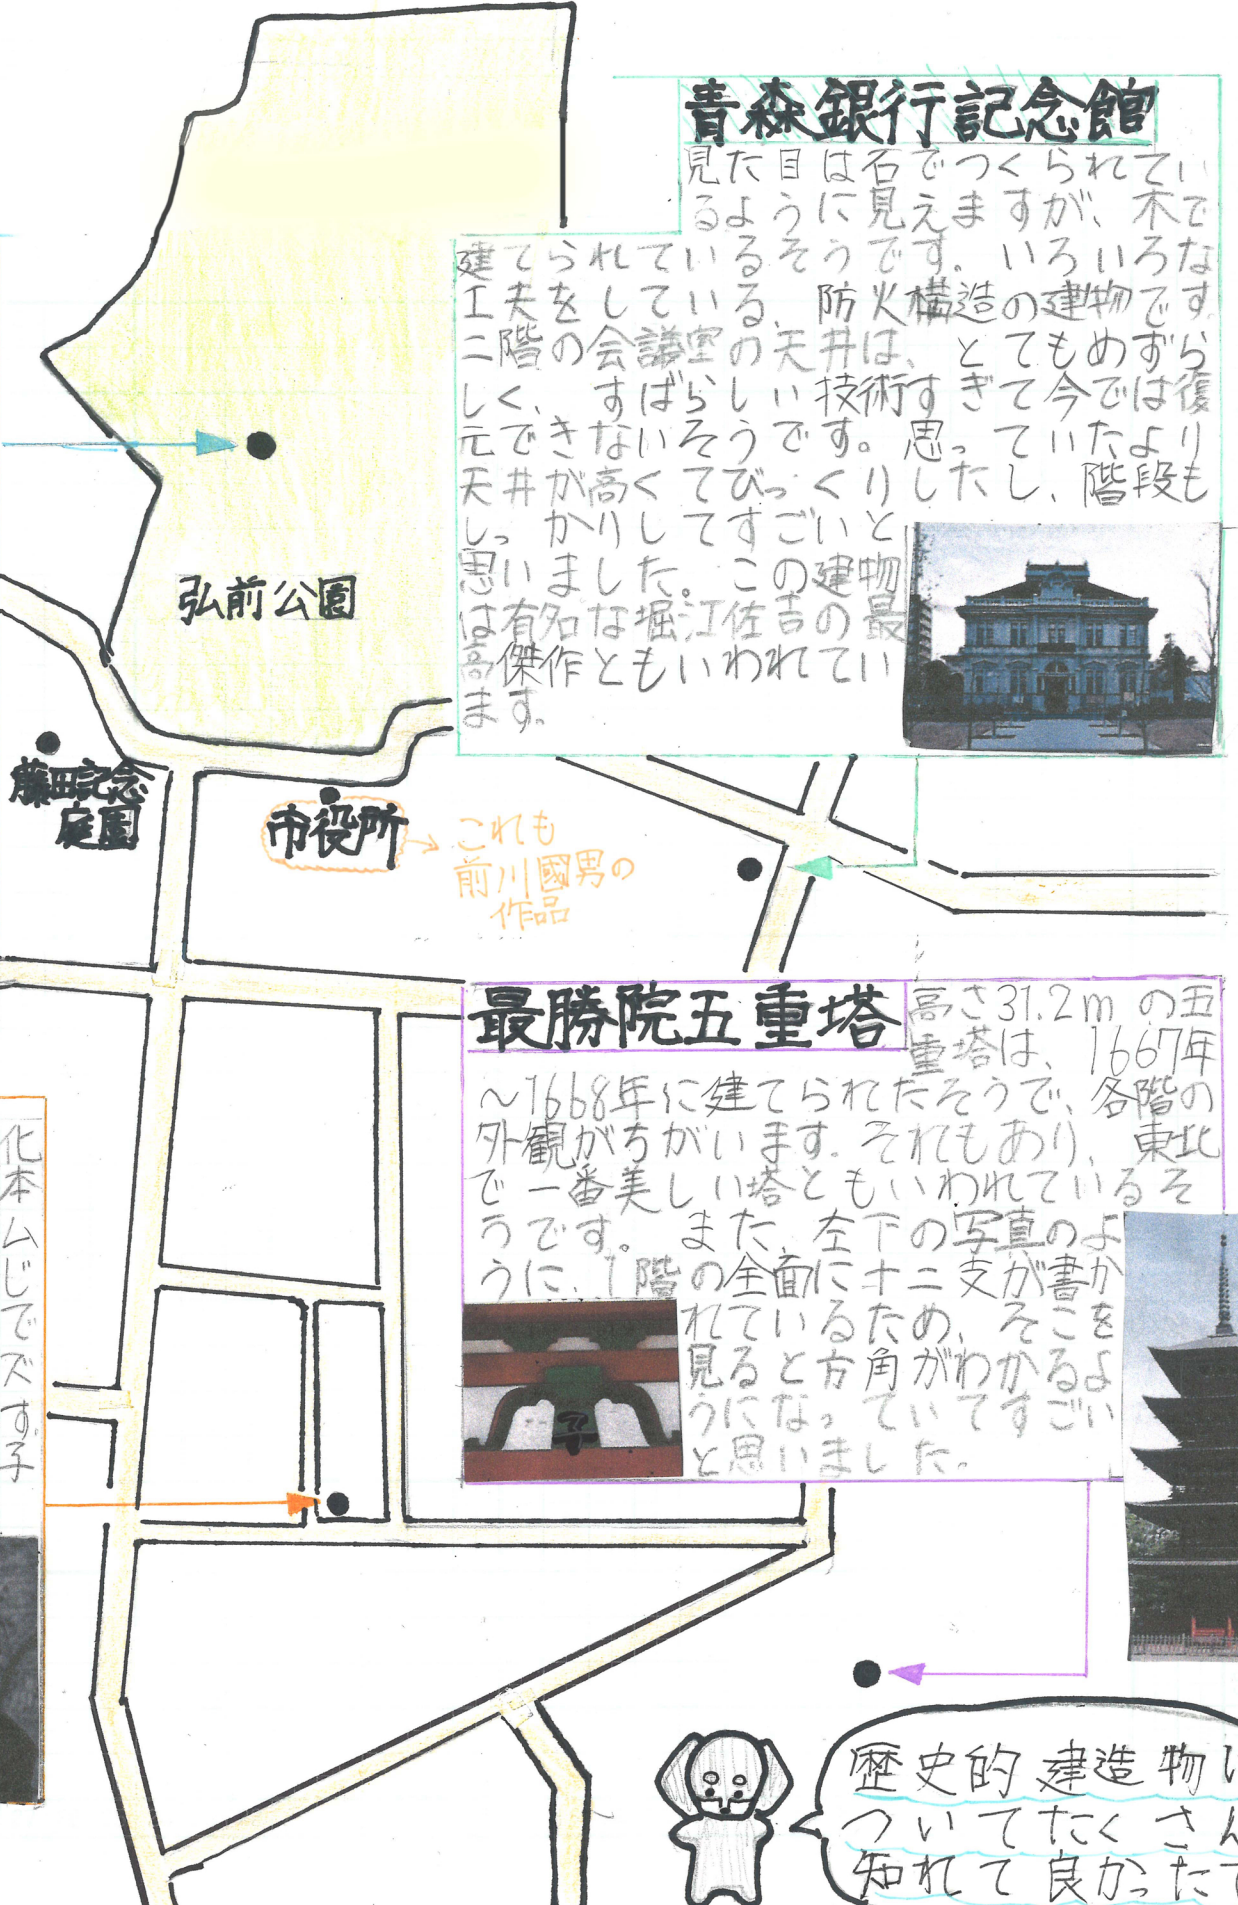 青森銀行記念館
見た目は石でつくられてい
るように見えますが、木で
建てられているそうです。いろいろな
工夫をしている、防火構造の建物です。
二階の会議室の天井は、とてもめずら
しく、すばらしい技術すぎて今では復
元できないそうです。思っていたより
天井が高くてびっくりしたし、階段も
しっかりしててすごいと
思いました。この建物
は有名な堀江佐吉の最
高傑作ともいわれてい
ます。
弘前公園
藤田記念
庭園
市役所
これも
前川國男の
作品
最勝院五重塔
高さ31.2mの五
重塔は、1667年
～1668年に建てられたそうで、各階の
外観がちがいます。それもあり、東北
で一番美しい塔ともいわれているそ
うです。また、左下の写真のよ
うに、1階の全面に十二支が書か
れているため、そこを
見ると方角がわかるよ
うになっていてすごい
と思いました。
化
本
ム
じ
で
ズ
す。
子
歴史的建造物に
ついてたくさん
知れて良かったで